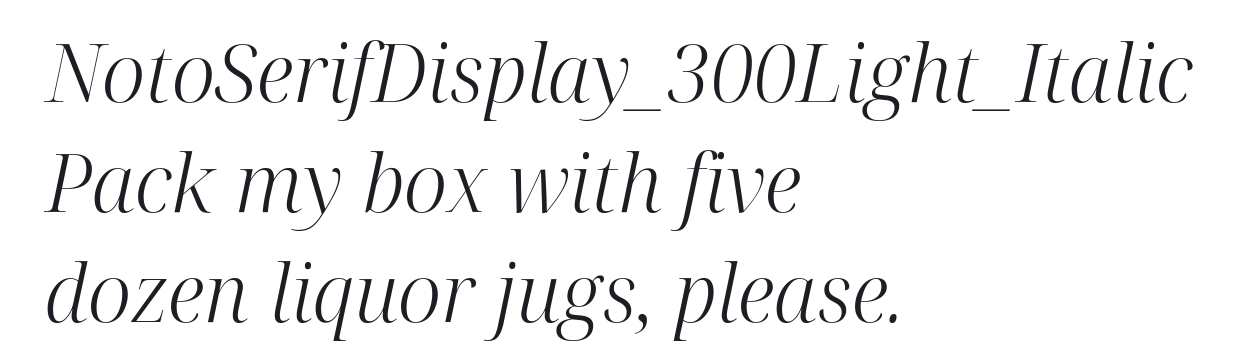 NotoSerifDisplay_300Light_Italic
Pack my box with five
dozen liquor jugs, please.